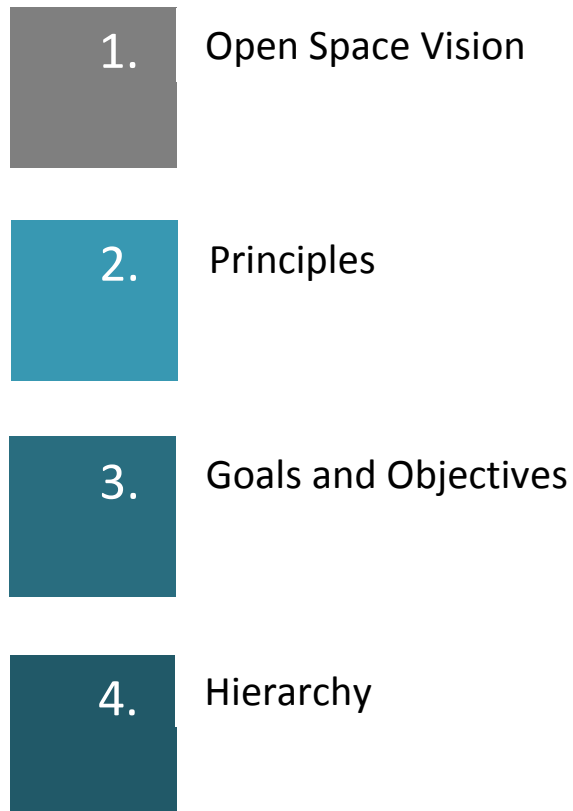 1. Open Space Vision
2. Principles
3. Goals and Objectives
4. Hierarchy